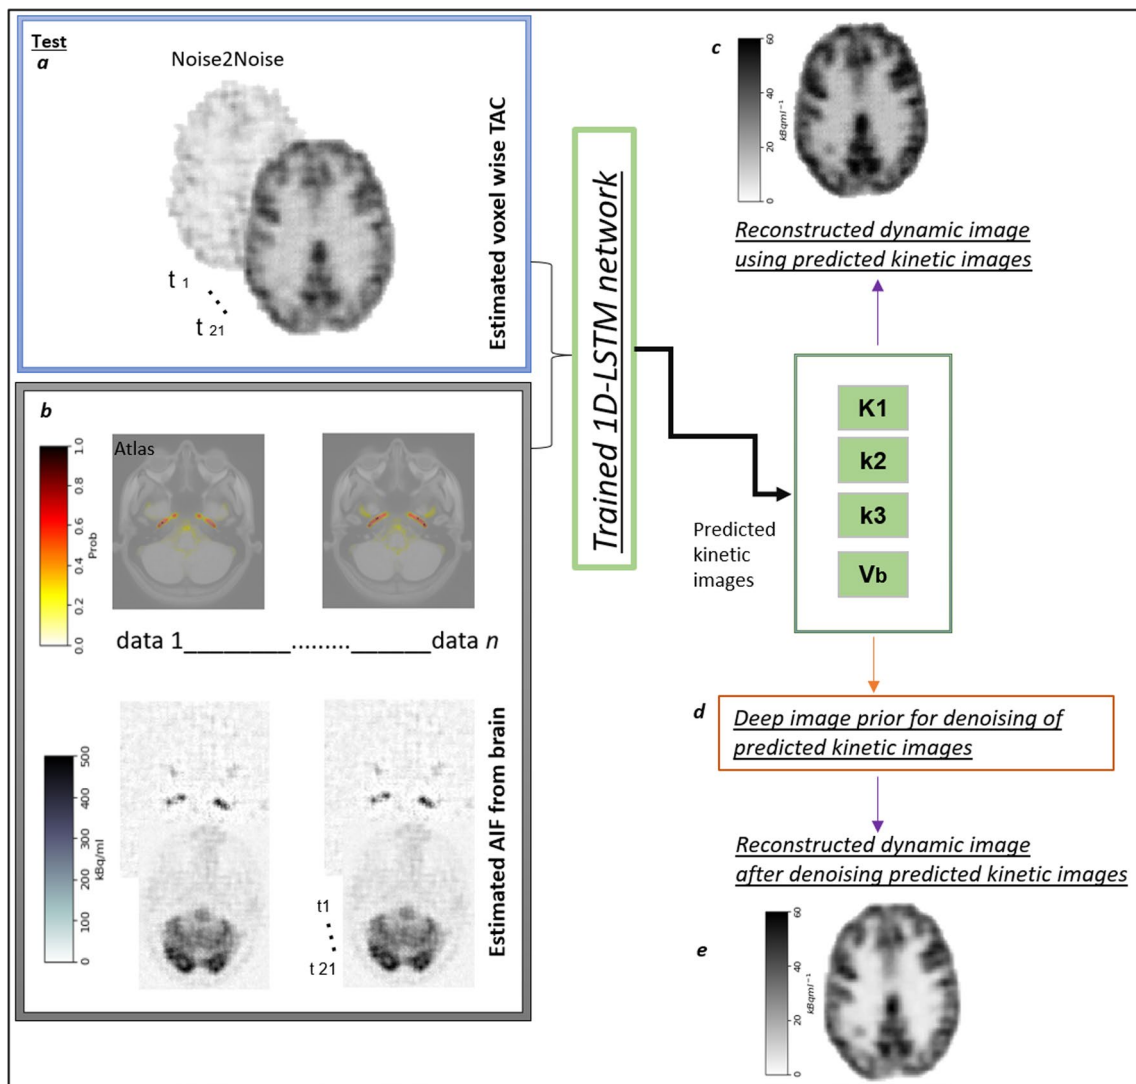 Test
a
Noise2Noise
t 1
t 21
Estimated voxel wise TAC
b
Atlas
1.0
0.8
0.6
0.4
0.2
0.0
Prob
data 1________.........______data n
500
400
300
200
100
0
kBq/ml
t1
t 21
Estimated AIF from brain
Trained 1D-LSTM network
Predicted
kinetic
images
c
60
40
20
0
kBqml⁻¹
Reconstructed dynamic image
using predicted kinetic images
K1
k2
k3
Vb
d
Deep image prior for denoising of
predicted kinetic images
Reconstructed dynamic image
after denoising predicted kinetic images
e
60
40
20
0
kBqml⁻¹